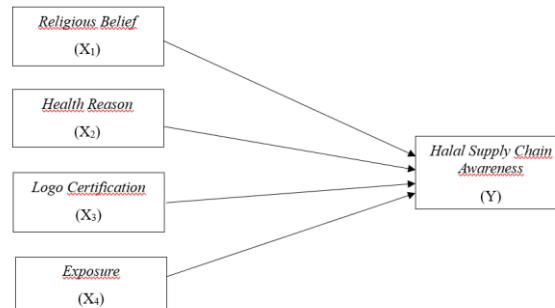 Religious Belief
(X₁)
Health Reason
(X₂)
Logo Certification
(X₃)
Exposure
(X₄)
Halal Supply Chain
Awareness
(Y)